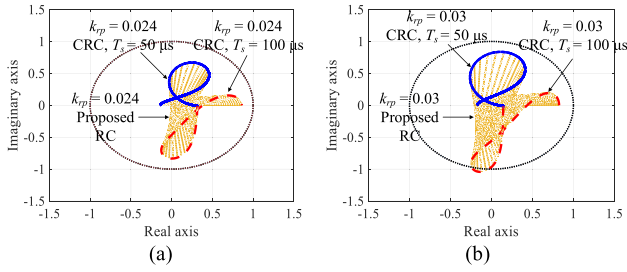 k_rp = 0.024
CRC, T_s = 50 μs
k_rp = 0.024
CRC, T_s = 100 μs
k_rp = 0.024
Proposed
RC
Imaginary axis
1.5
1
0.5
0
-0.5
-1
-1.5
-1.5 -1 -0.5 0 0.5 1 1.5
Real axis
(a)
k_rp = 0.03
CRC, T_s = 50 μs
k_rp = 0.03
CRC, T_s = 100 μs
k_rp = 0.03
Proposed
RC
Imaginary axis
1.5
1
0.5
0
-0.5
-1
-1.5
-1.5 -1 -0.5 0 0.5 1 1.5
Real axis
(b)